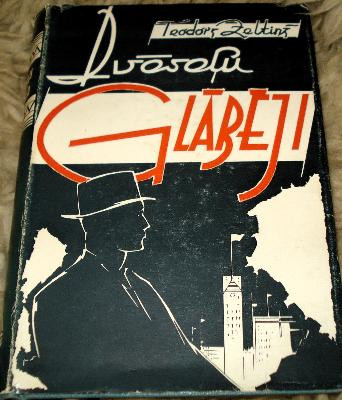 Teodors Zeltiņš
Dvēseļu
GLĀBĒJI